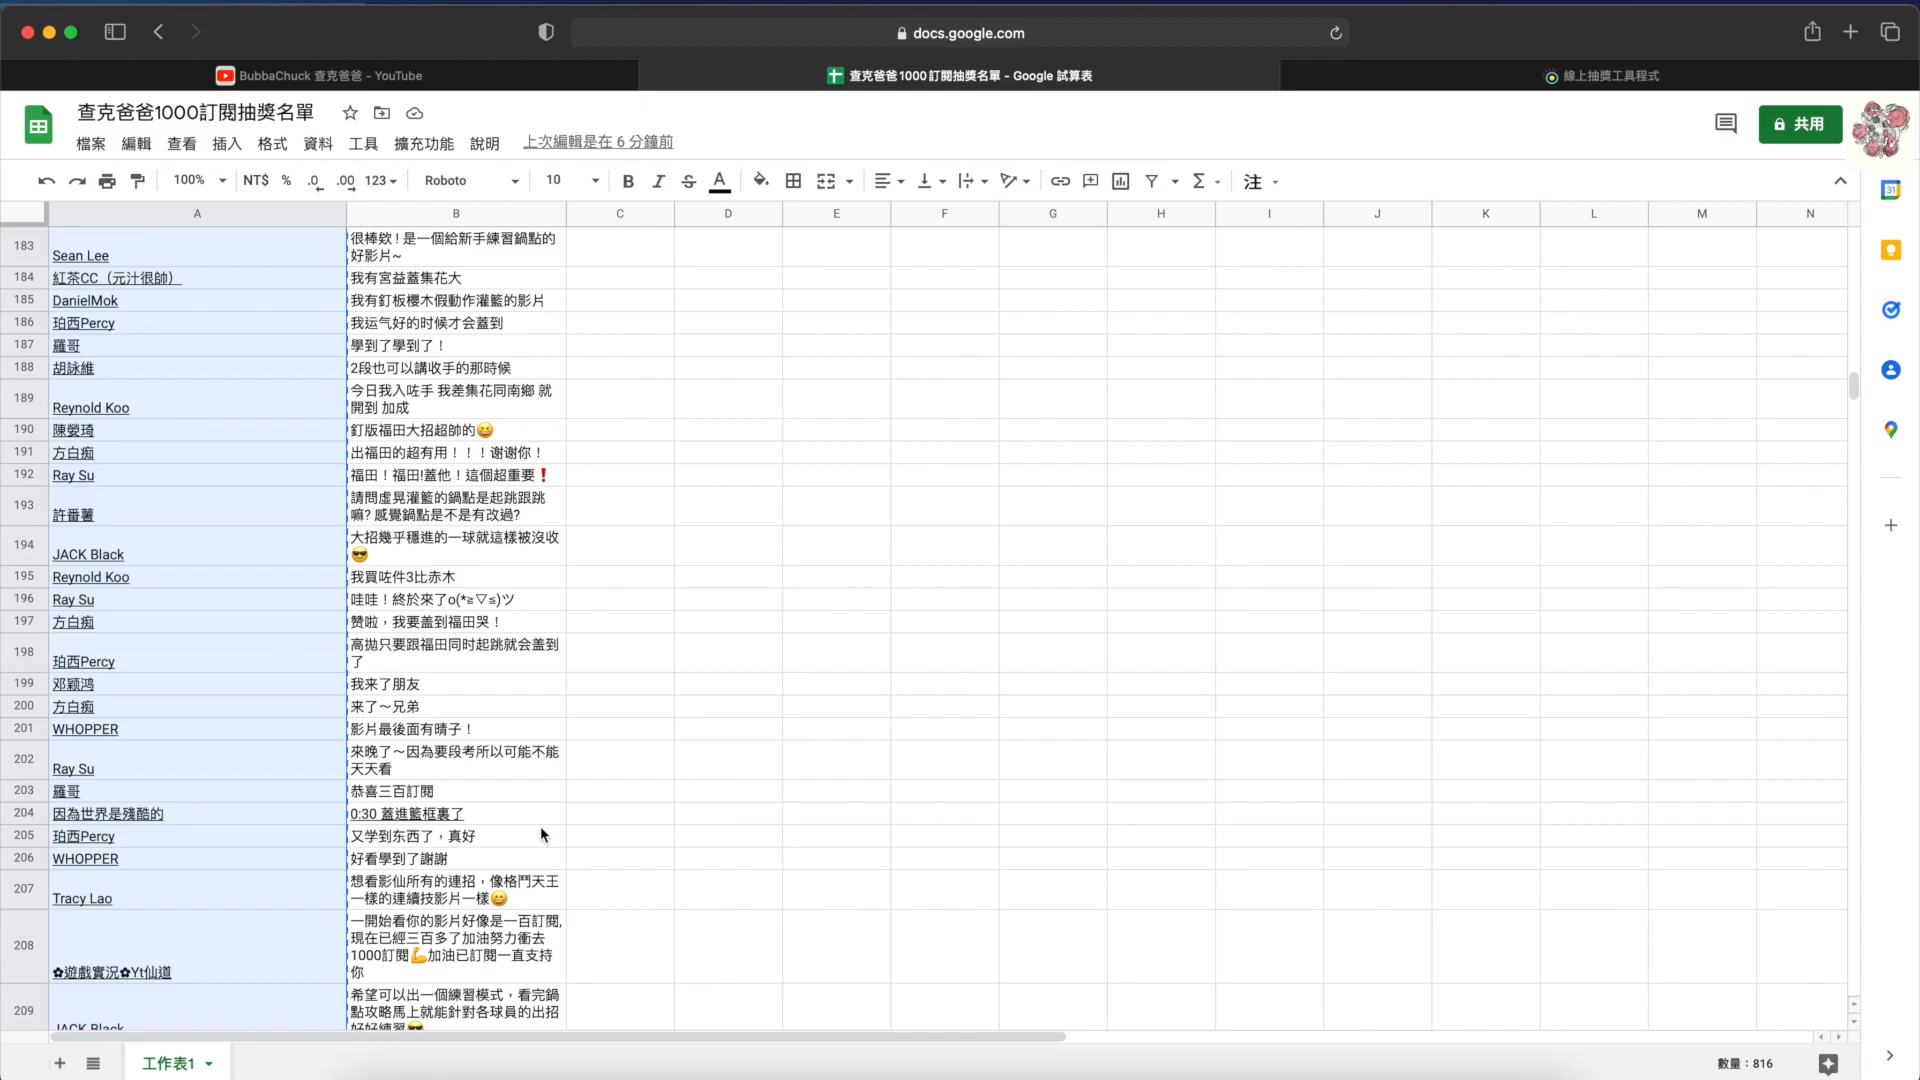 docs.google.com
BubbaChuck 查克爸爸 - YouTube
查克爸爸1000訂閱抽獎名單 - Google 試算表
線上抽獎工具程式
查克爸爸1000訂閱抽獎名單
共用
檔案 編輯 查看 插入 格式 資料 工具 擴充功能 說明 上次編輯是在 6 分鐘前
100% NT$ % .0 .00 123 Roboto 10 B I S A 注
31
A B C D E F G H I J K L M N
183 Sean Lee 很棒欸!是一個給新手練習鍋點的
好影片~
184 紅茶CC（元汁很帥） 我有宮益蓋集花大
185 DanielMok 我有釘板櫻木假動作灌籃的影片
186 珀西Percy 我运气好的时候才会蓋到
187 羅哥 學到了學到了！
188 胡詠維 2段也可以講收手的那時候
189 Reynold Koo 今日我入咗手 我差集花同南鄉 就
開到 加成
190 陳嫈琦 釘版福田大招超帥的😆
191 方白痴 出福田的超有用！！！谢谢你！
192 Ray Su 福田！福田!蓋他！這個超重要❗
193 許番薯 請問虛晃灌籃的鍋點是起跳跟跳
嘛? 感覺鍋點是不是有改過?
194 JACK Black 大招幾乎穩進的一球就這樣被沒收
😎
195 Reynold Koo 我買咗件3比赤木
196 Ray Su 哇哇！終於來了o(*≧▽≦)ツ
197 方白痴 赞啦，我要盖到福田哭！
198 珀西Percy 高拋只要跟福田同时起跳就会盖到
了
199 邓颖鸿 我来了朋友
200 方白痴 来了～兄弟
201 WHOPPER 影片最後面有晴子！
202 Ray Su 來晚了～因為要段考所以可能不能
天天看
203 羅哥 恭喜三百訂閱
204 因為世界是殘酷的 0:30 蓋進籃框裏了
205 珀西Percy 又学到东西了，真好
206 WHOPPER 好看學到了謝謝
207 Tracy Lao 想看影仙所有的連招，像格鬥天王
一樣的連續技影片一樣😄
208 ✿遊戲實況✿Yt仙道 一開始看你的影片好像是一百訂閱,
現在已經三百多了加油努力衝去
1000訂閱💪加油已訂閱一直支持
你
209 JACK Black 希望可以出一個練習模式，看完鍋
點攻略馬上就能針對各球員的出招
好好練習😎
工作表1
數量：816